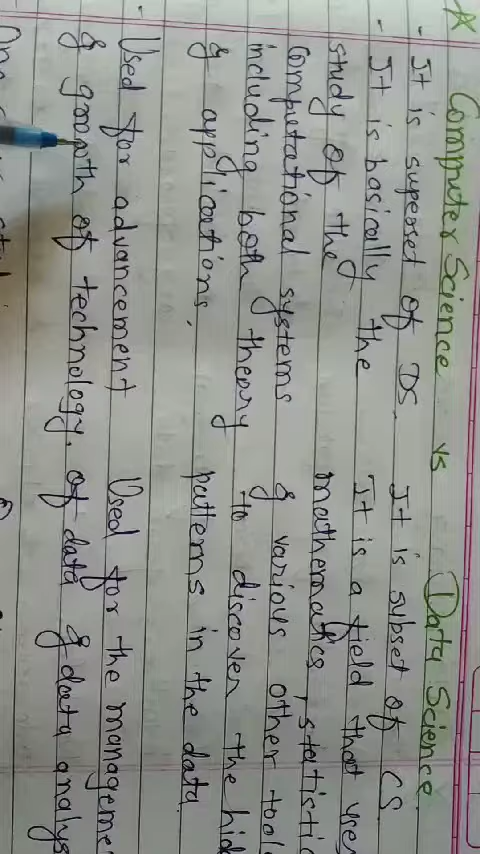 Computer Science vs Data Science
- It is superset of DS. It is subset of CS.
- It is basically the It is a field that
study of the mathematics, statistic
Computational systems & various other tool
including both theory to discover the hid
& applications. patterns in the data.
- Used for advancement Used for the manageme
& growth of technology. of data & data analys